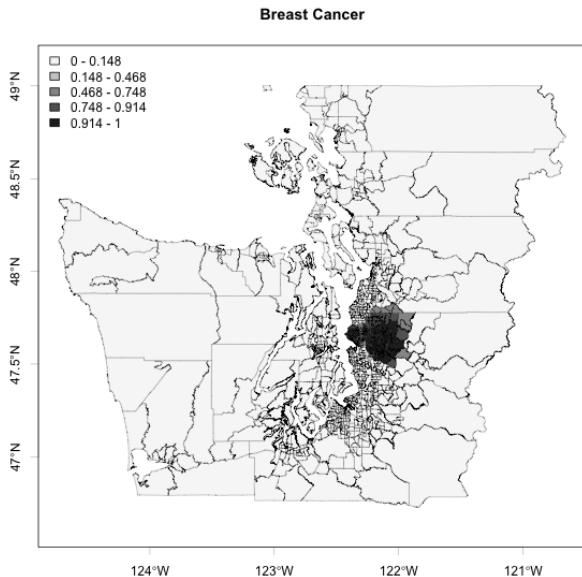 Breast Cancer
0 - 0.148
0.148 - 0.468
0.468 - 0.748
0.748 - 0.914
0.914 - 1
49°N
48.5°N
48°N
47.5°N
47°N
124°W
123°W
122°W
121°W